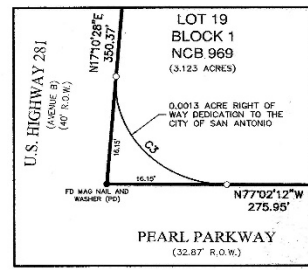 LOT 19
BLOCK 1
NCB 969
(3.123 ACRES)
N17°10'28"E
350.37'
U.S. HIGHWAY 281
(AVENUE B)
(40' R.O.W.)
0.0013 ACRE RIGHT OF
WAY DEDICATION TO THE
CITY OF SAN ANTONIO
16.15'
C3
16.15'
FD MAG NAIL AND
WASHER (PD)
N77°02'12"W
275.95'
PEARL PARKWAY
(32.87' R.O.W.)